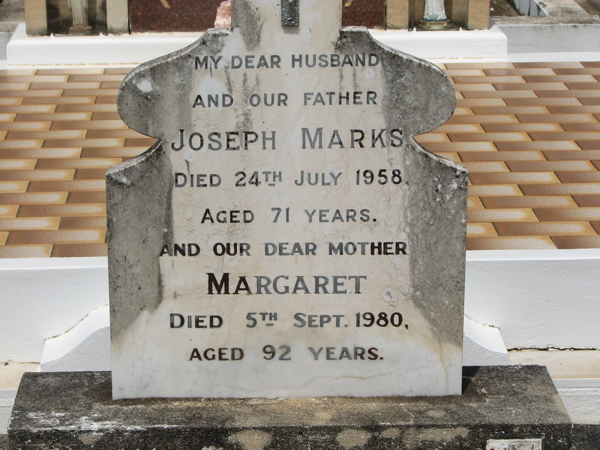 MY DEAR HUSBAND
AND OUR FATHER
JOSEPH MARKS
DIED 24TH JULY 1958,
AGED 71 YEARS.
AND OUR DEAR MOTHER
MARGARET
DIED 5TH SEPT. 1980,
AGED 92 YEARS.